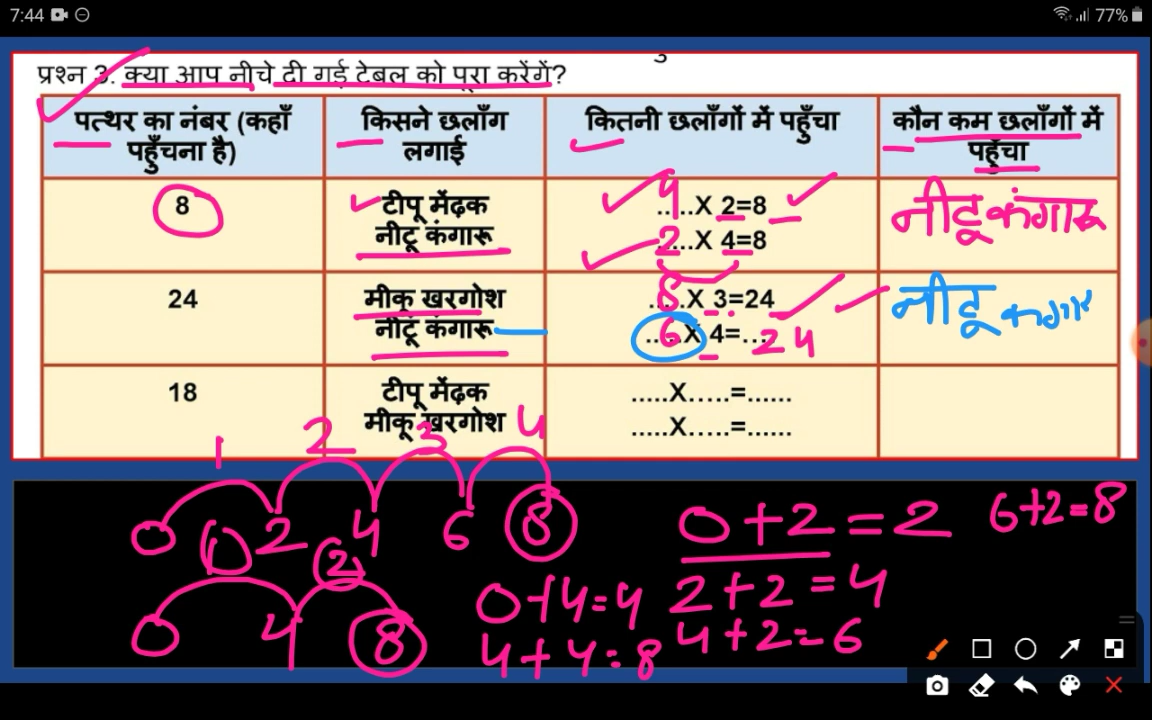 7:44 77%
प्रश्न 3. क्या आप नीचे दी गई टेबल को पूरा करेंगें?
पत्थर का नंबर (कहाँ पहुँचना है)
किसने छलाँग लगाई
कितनी छलाँगों में पहुँचा
कौन कम छलाँगों में पहुँचा
8
टीपू मेंढ़क
नीटू कंगारू
4 .....X 2=8
2 .....X 4=8
नीटू कंगारू
24
मीकू खरगोश
नीटू कंगारू
8 .....X 3=24
6 .....X 4=... 24
नीटू कंगारू
18
टीपू मेंढ़क
मीकू खरगोश
.....X.....=......
.....X.....=......
1 2 3 4
0 2 4 6 8
1 2
0 4 8
0+4=4
4+4=8
0+2=2
2+2=4
4+2=6
6+2=8